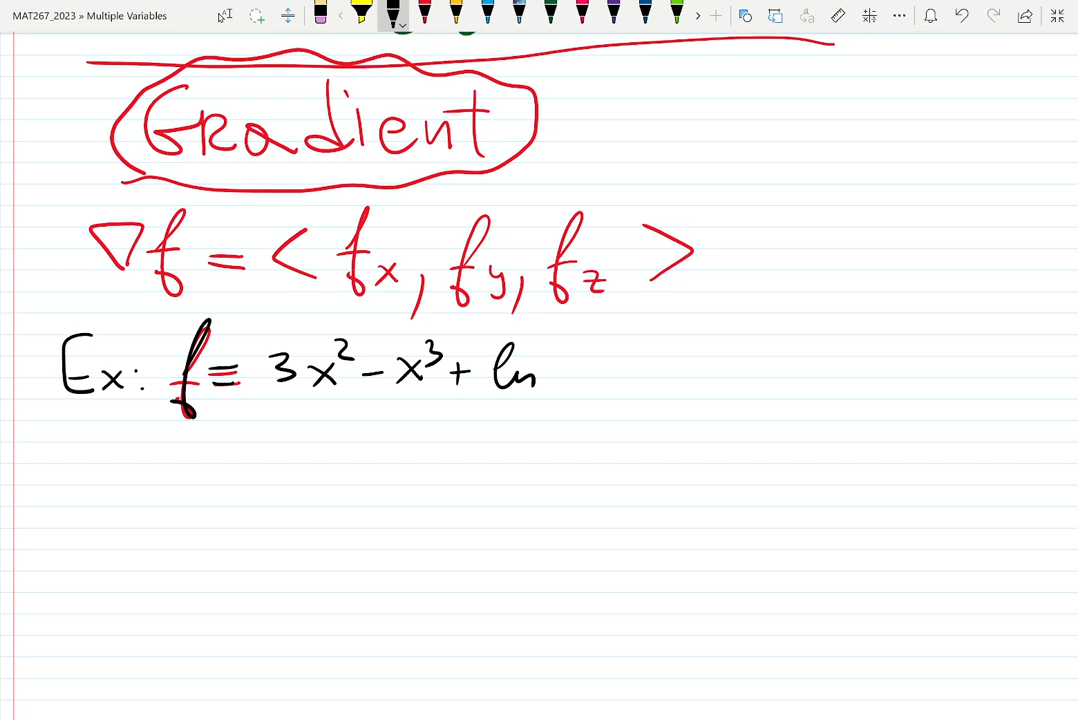 MAT267_2023 » Multiple Variables
Gradient
∇f = < fx, fy, fz >
Ex: f = 3x² - x³ + ln